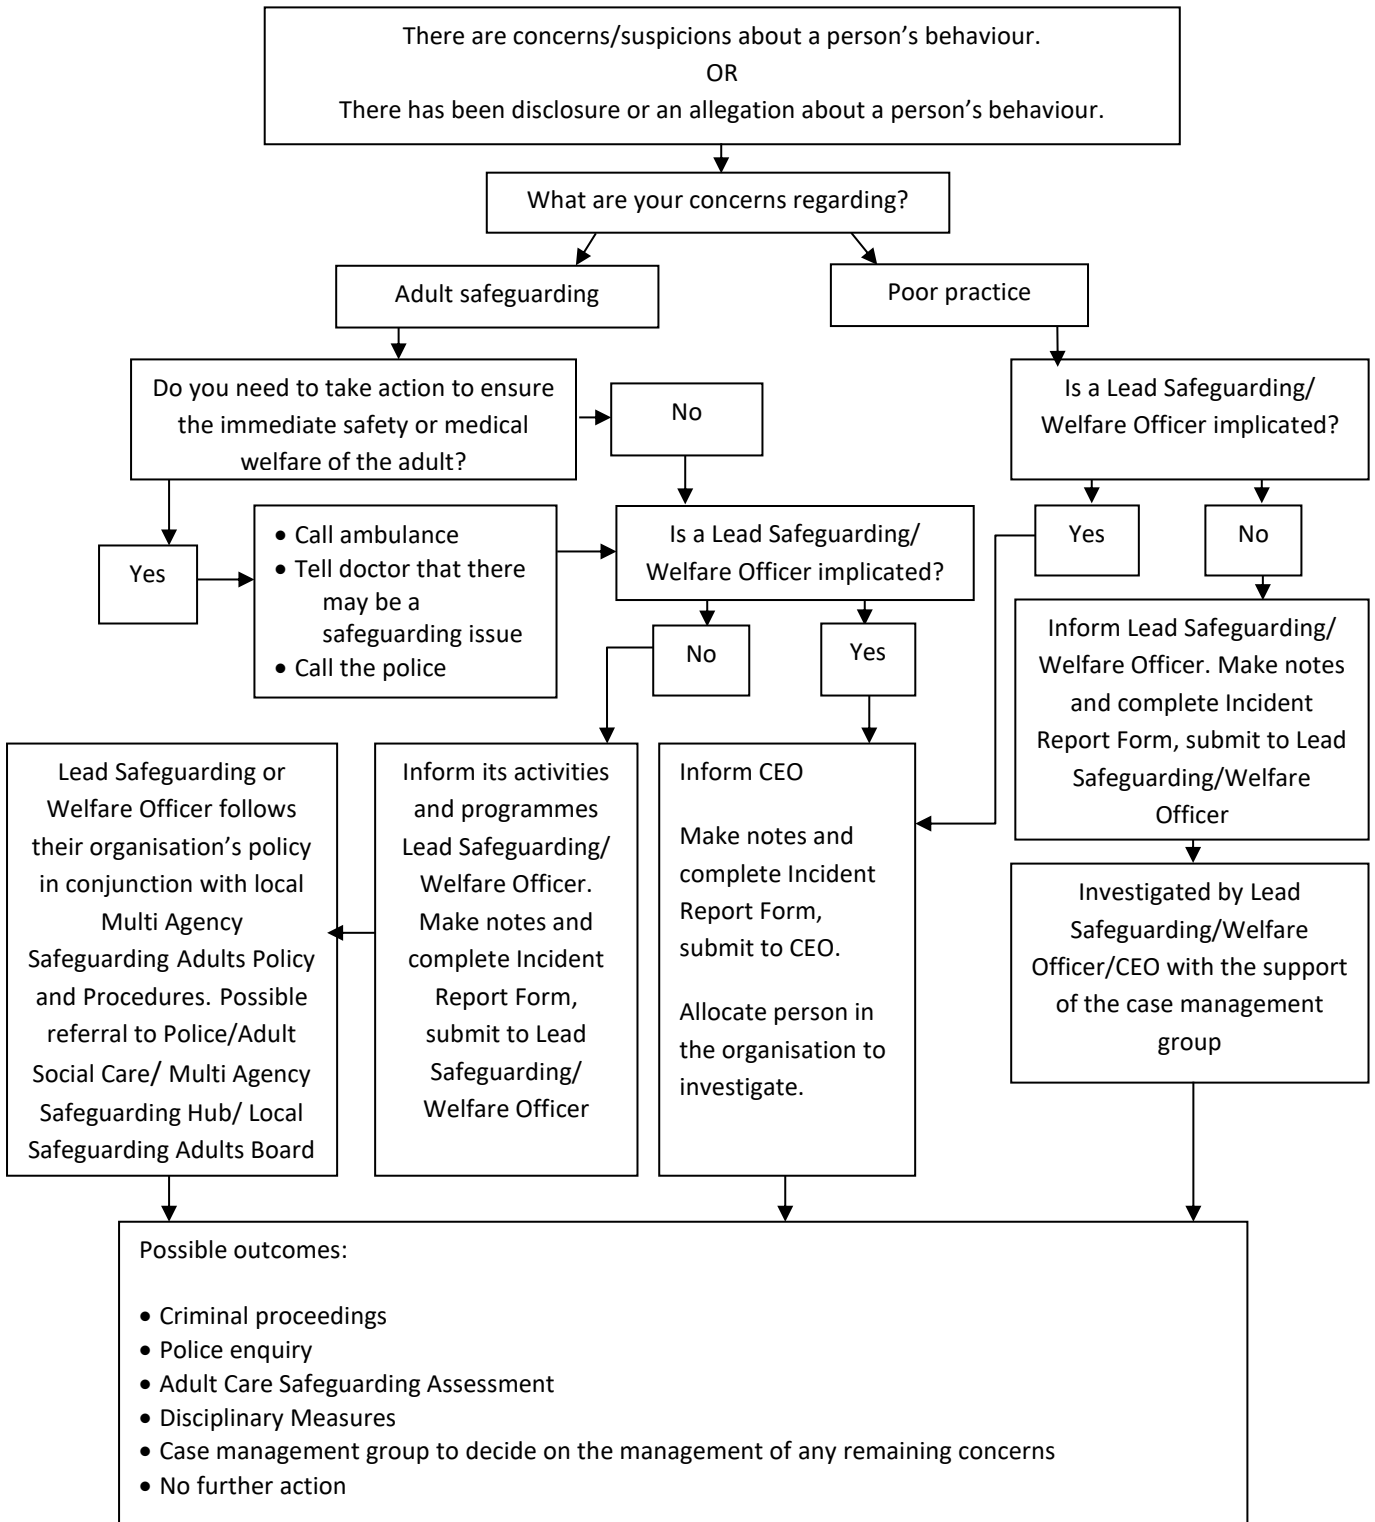 There are concerns/suspicions about a person’s behaviour.
OR
There has been disclosure or an allegation about a person’s behaviour.
What are your concerns regarding?
Adult safeguarding
Poor practice
Do you need to take action to ensure
the immediate safety or medical
welfare of the adult?
No
Is a Lead Safeguarding/
Welfare Officer implicated?
Yes
No
Yes
• Call ambulance
• Tell doctor that there
may be a
safeguarding issue
• Call the police
Is a Lead Safeguarding/
Welfare Officer implicated?
No
Yes
Inform Lead Safeguarding/
Welfare Officer. Make notes
and complete Incident
Report Form, submit to Lead
Safeguarding/Welfare
Officer
Lead Safeguarding or
Welfare Officer follows
their organisation’s policy
in conjunction with local
Multi Agency
Safeguarding Adults Policy
and Procedures. Possible
referral to Police/Adult
Social Care/ Multi Agency
Safeguarding Hub/ Local
Safeguarding Adults Board
Inform its activities
and programmes
Lead Safeguarding/
Welfare Officer.
Make notes and
complete Incident
Report Form,
submit to Lead
Safeguarding/
Welfare Officer
Inform CEO
Make notes and
complete Incident
Report Form,
submit to CEO.
Allocate person in
the organisation to
investigate.
Investigated by Lead
Safeguarding/Welfare
Officer/CEO with the support
of the case management
group
Possible outcomes:
• Criminal proceedings
• Police enquiry
• Adult Care Safeguarding Assessment
• Disciplinary Measures
• Case management group to decide on the management of any remaining concerns
• No further action